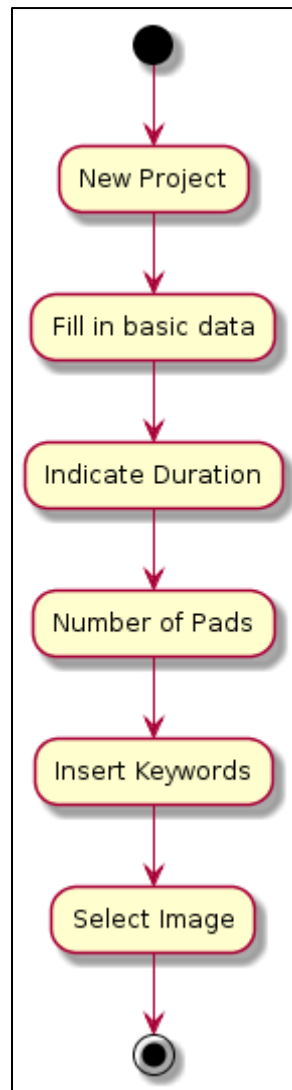 New Project
Fill in basic data
Indicate Duration
Number of Pads
Insert Keywords
Select Image